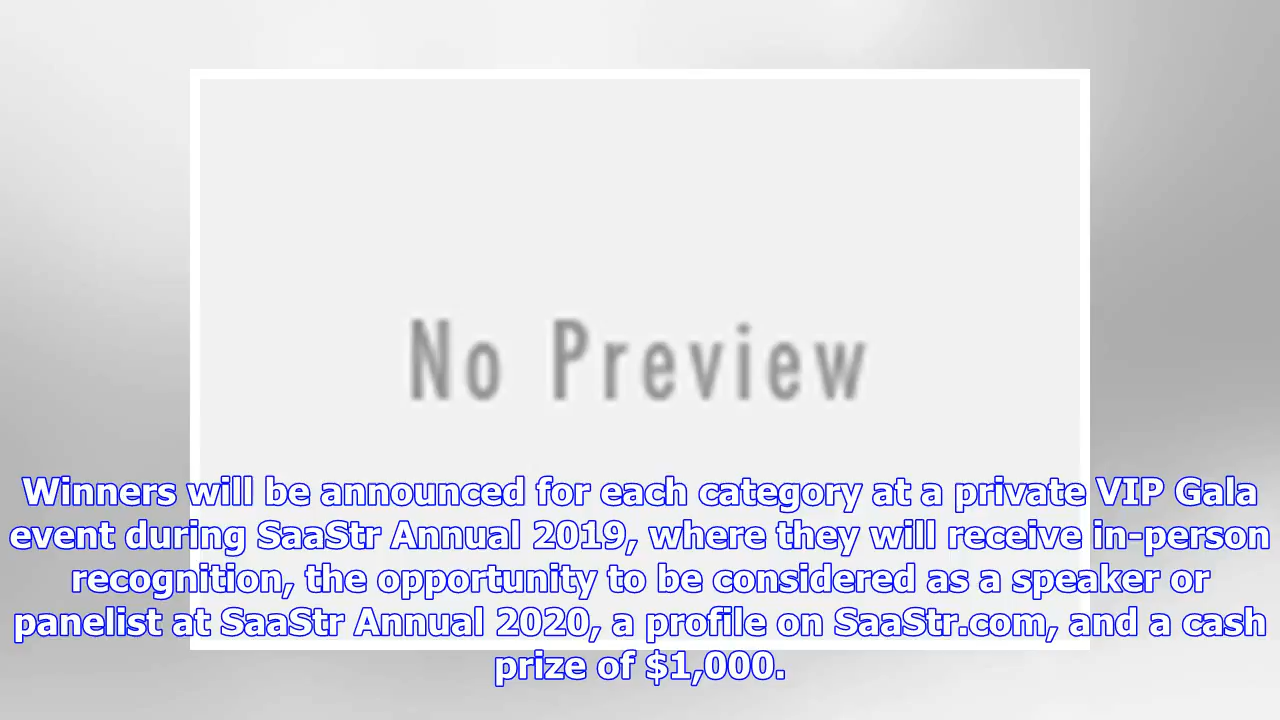 No Preview
Winners will be announced for each category at a private VIP Gala
event during SaaStr Annual 2019, where they will receive in-person
recognition, the opportunity to be considered as a speaker or
panelist at SaaStr Annual 2020, a profile on SaaStr.com, and a cash
prize of $1,000.